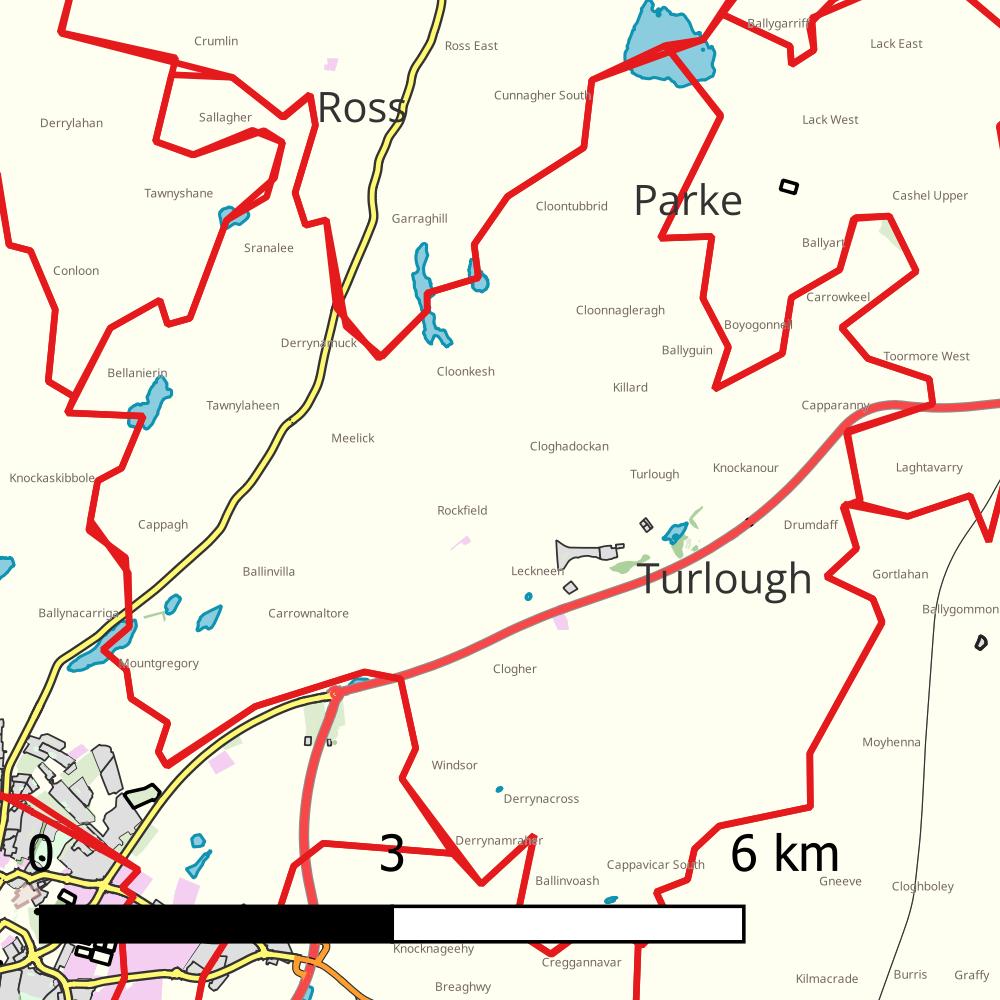 Ballygarriff
Crumlin
Ross East
Lack East
Cunnagher South
Ross
Sallagher
Derrylahan
Lack West
Tawnyshane
Cashel Upper
Parke
Cloontubbrid
Garraghill
Sranalee
Ballyart
Conloon
Carrowkeel
Cloonnagleragh
Boyogonnell
Derrynamuck
Ballyguin
Toormore West
Bellanierin
Cloonkesh
Killard
Tawnylaheen
Capparanny
Meelick
Cloghadockan
Knockanour
Laghtavarry
Turlough
Knockaskibbole
Rockfield
Cappagh
Drumdaff
Ballinvilla
Leckneen
Turlough
Gortlahan
Ballynacarriga
Carrownaltore
Ballygommon
Mountgregory
Clogher
Moyhenna
Windsor
Derrynacross
Derrynamraher
0 3 6 km
Cappavicar South
Ballinvoash
Gneeve
Cloghboley
Knocknageehy
Creggannavar
Kilmacrade
Burris
Graffy
Breaghwy